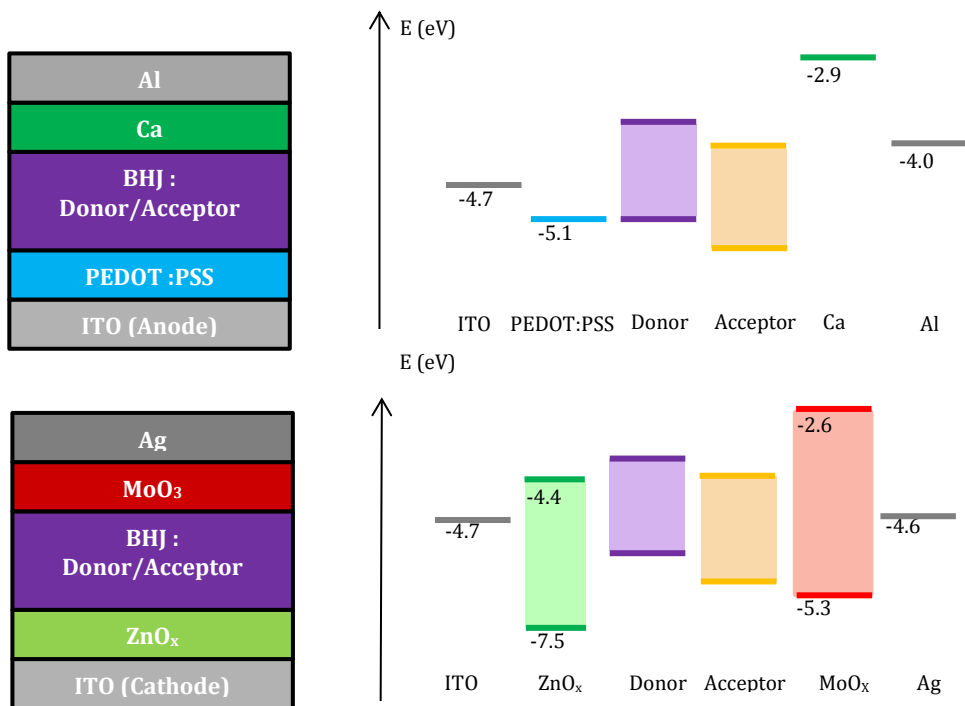 Al
Ca
BHJ :
Donor/Acceptor
PEDOT :PSS
ITO (Anode)
E (eV)
-2.9
-4.0
-4.7
-5.1
ITO PEDOT:PSS Donor Acceptor Ca Al
Ag
MoO₃
BHJ :
Donor/Acceptor
ZnOₓ
ITO (Cathode)
E (eV)
-2.6
-4.4
-4.7
-4.6
-5.3
-7.5
ITO ZnOₓ Donor Acceptor MoOₓ Ag